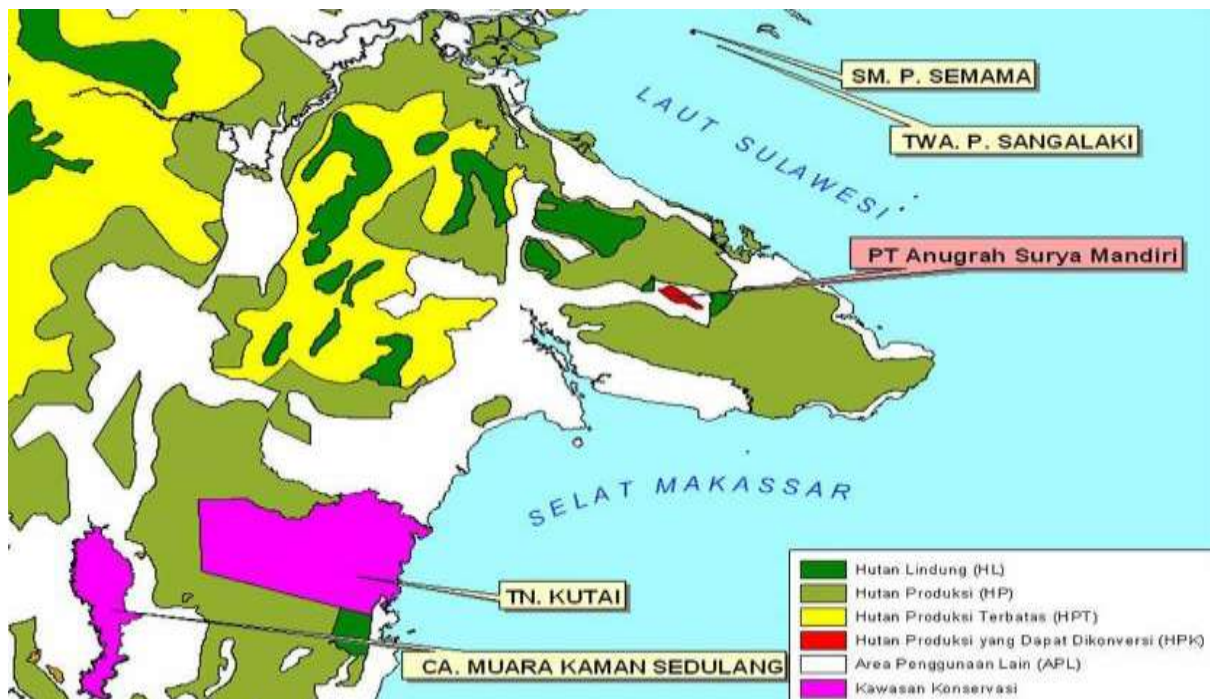 SM. P. SEMAMA
TWA. P. SANGALAKI
LAUT SULAWESI
PT Anugrah Surya Mandiri
SELAT MAKASSAR
TN. KUTAI
CA. MUARA KAMAN SEDULANG
Hutan Lindung (HL)
Hutan Produksi (HP)
Hutan Produksi Terbatas (HPT)
Hutan Produksi yang Dapat Dikonversi (HPK)
Area Penggunaan Lain (APL)
Kawasan Konservasi